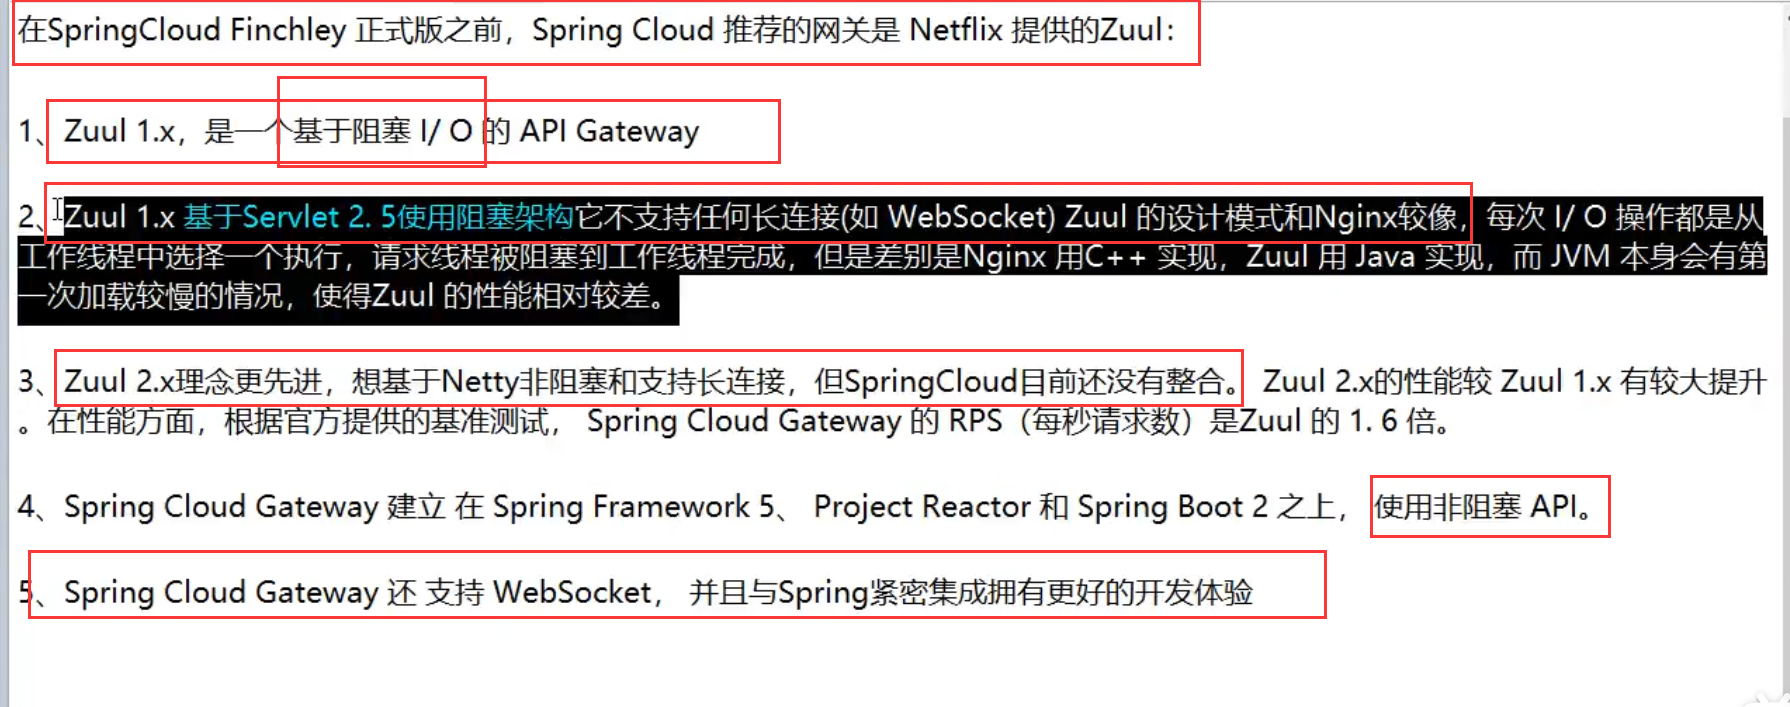 在SpringCloud Finchley 正式版之前，Spring Cloud 推荐的网关是 Netflix 提供的Zuul：
1、Zuul 1.x，是一个基于阻塞 I/ O 的 API Gateway
2、Zuul 1.x 基于Servlet 2. 5使用阻塞架构它不支持任何长连接(如 WebSocket) Zuul 的设计模式和Nginx较像，每次 I/ O 操作都是从
工作线程中选择一个执行，请求线程被阻塞到工作线程完成，但是差别是Nginx 用C++ 实现，Zuul 用 Java 实现，而 JVM 本身会有第
一次加载较慢的情况，使得Zuul 的性能相对较差。
3、Zuul 2.x理念更先进，想基于Netty非阻塞和支持长连接，但SpringCloud目前还没有整合。 Zuul 2.x的性能较 Zuul 1.x 有较大提升
。在性能方面，根据官方提供的基准测试， Spring Cloud Gateway 的 RPS（每秒请求数）是Zuul 的 1. 6 倍。
4、Spring Cloud Gateway 建立 在 Spring Framework 5、 Project Reactor 和 Spring Boot 2 之上， 使用非阻塞 API。
5、Spring Cloud Gateway 还 支持 WebSocket， 并且与Spring紧密集成拥有更好的开发体验